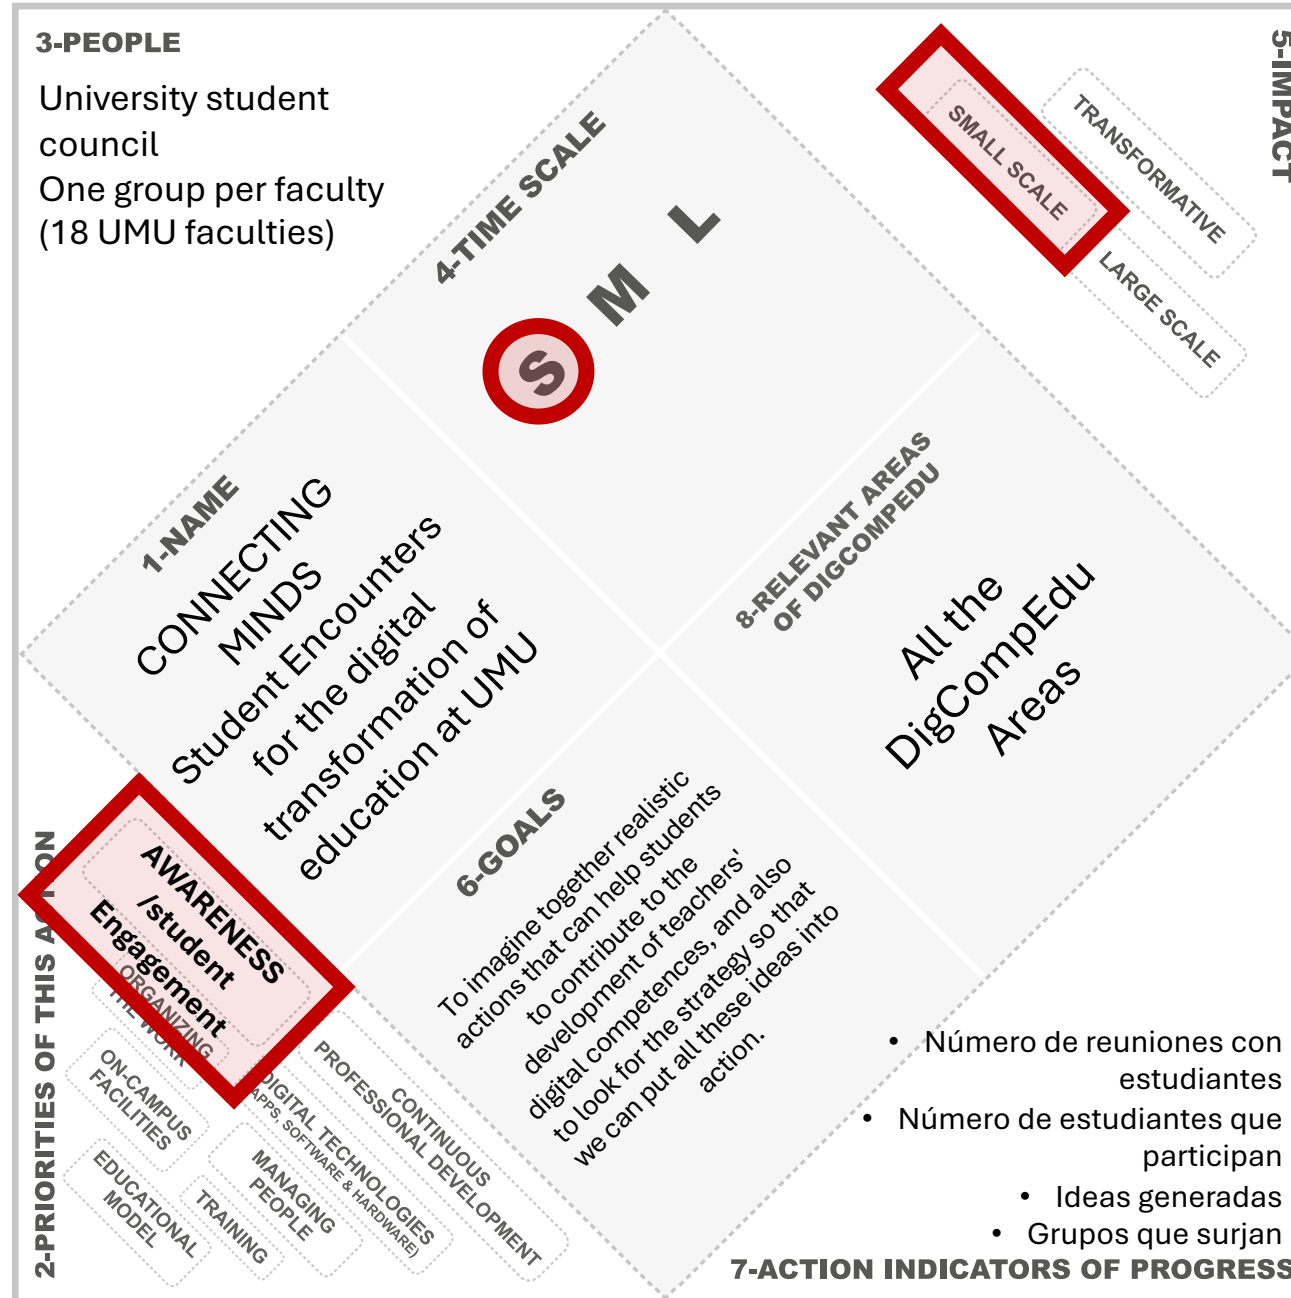 3-PEOPLE
University student
council
One group per faculty
(18 UMU faculties)
4-TIME SCALE
S M L
5-IMPACT
SMALL SCALE
TRANSFORMATIVE
LARGE SCALE
1-NAME
CONNECTING
MINDS
Student Encounters
for the digital
transformation of
education at UMU
8-RELEVANT AREAS
OF DIGCOMPEDU
All the
DigCompEdu
Areas
2-PRIORITIES OF THIS ACTION
AWARENESS
/student
Engagement
ORGANIZING
THE WORK
ON-CAMPUS
FACILITIES
EDUCATIONAL
MODEL
TRAINING
MANAGING
PEOPLE
DIGITAL TECHNOLOGIES
(APPS, SOFTWARE & HARDWARE)
CONTINUOUS
PROFESSIONAL DEVELOPMENT
6-GOALS
To imagine together realistic
actions that can help students
to contribute to the
development of teachers'
digital competences, and also
to look for the strategy so that
we can put all these ideas into
action.
• Número de reuniones con
estudiantes
• Número de estudiantes que
participan
• Ideas generadas
• Grupos que surjan
7-ACTION INDICATORS OF PROGRESS